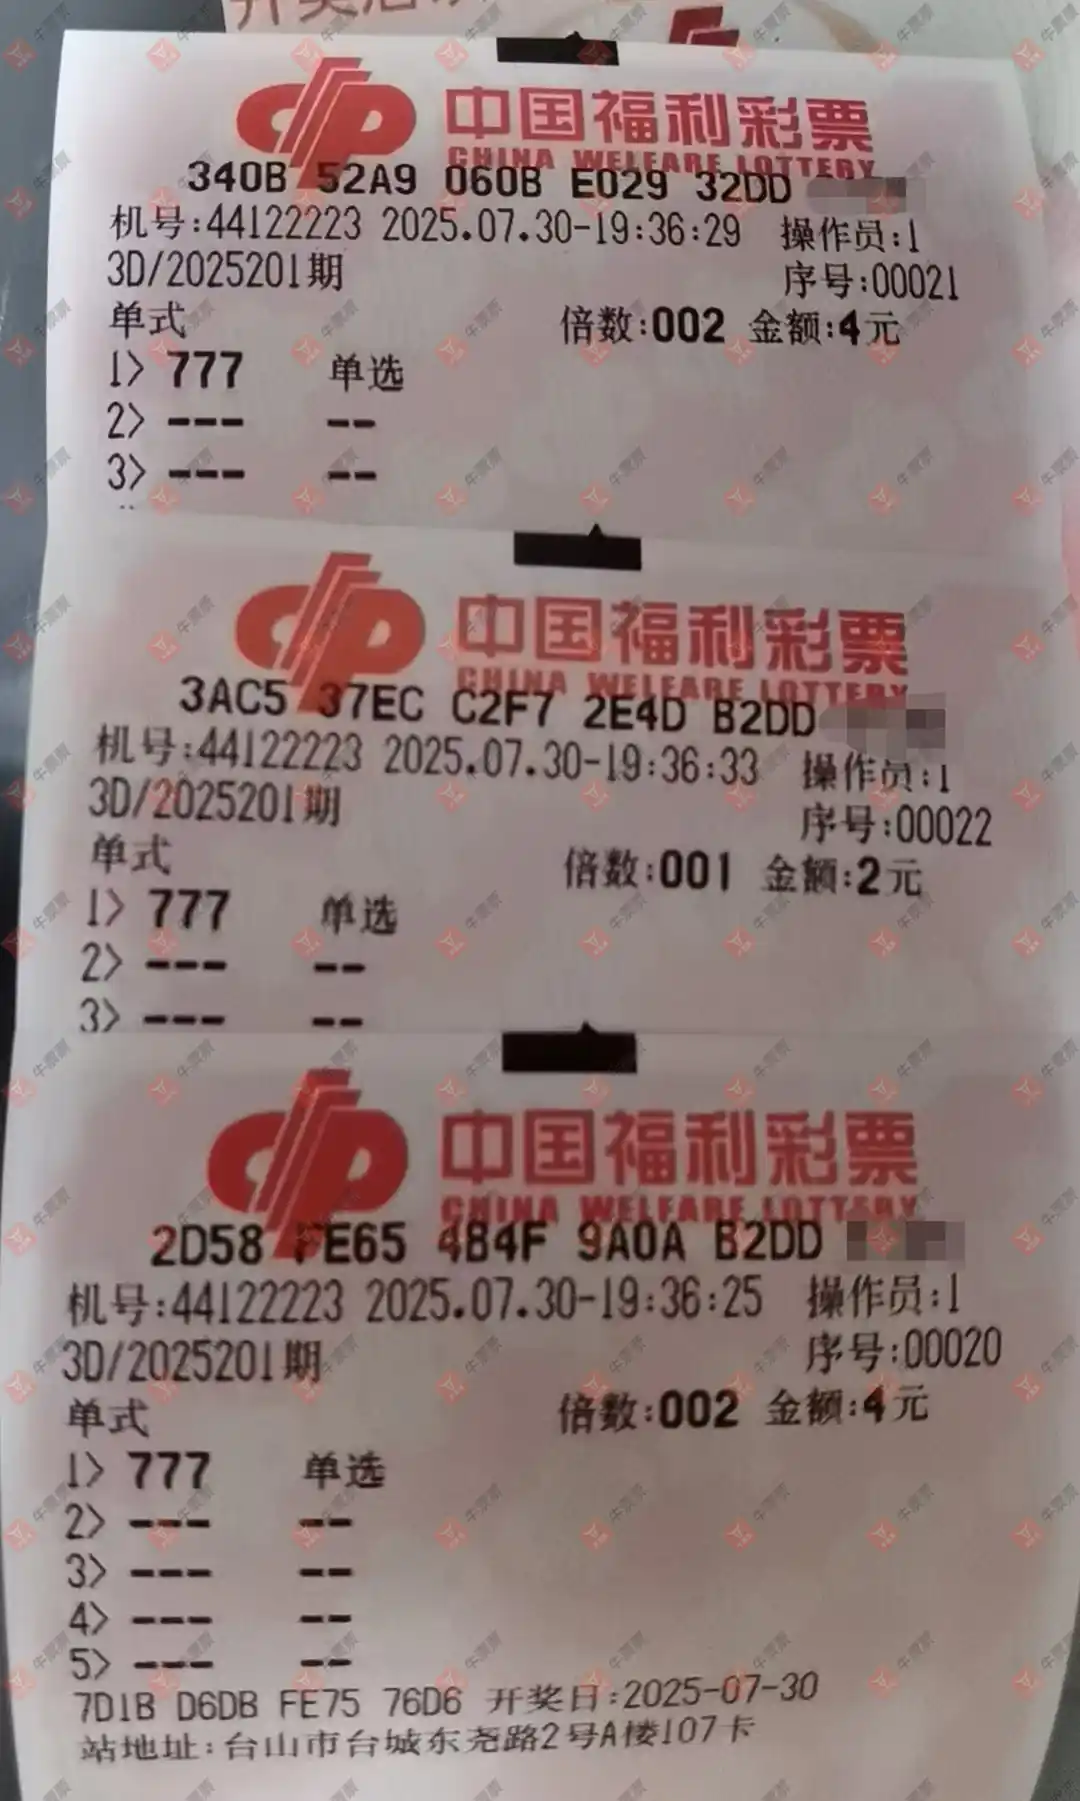 中国福利彩票
CHINA WELFARE LOTTERY
340B 52A9 060B E029 32DD
机号:44122223 2025.07.30-19:36:29 操作员:1
3D/2025201期 序号:00021
单式 倍数:002 金额:4元
1> 777 单选
2> --- --
3> --- --
中国福利彩票
CHINA WELFARE LOTTERY
3AC5 37EC C2F7 2E4D B2DD
机号:44122223 2025.07.30-19:36:33 操作员:1
3D/2025201期 序号:00022
单式 倍数:001 金额:2元
1> 777 单选
2> --- --
3> --- --
中国福利彩票
CHINA WELFARE LOTTERY
2D58 FE65 4B4F 9A0A B2DD
机号:44122223 2025.07.30-19:36:25 操作员:1
3D/2025201期 序号:00020
单式 倍数:002 金额:4元
1> 777 单选
2> --- --
3> --- --
4> --- --
5> --- --
7D1B D6DB FE75 76D6 开奖日:2025-07-30
站地址:台山市台城东尧路2号A楼107卡
牛票票